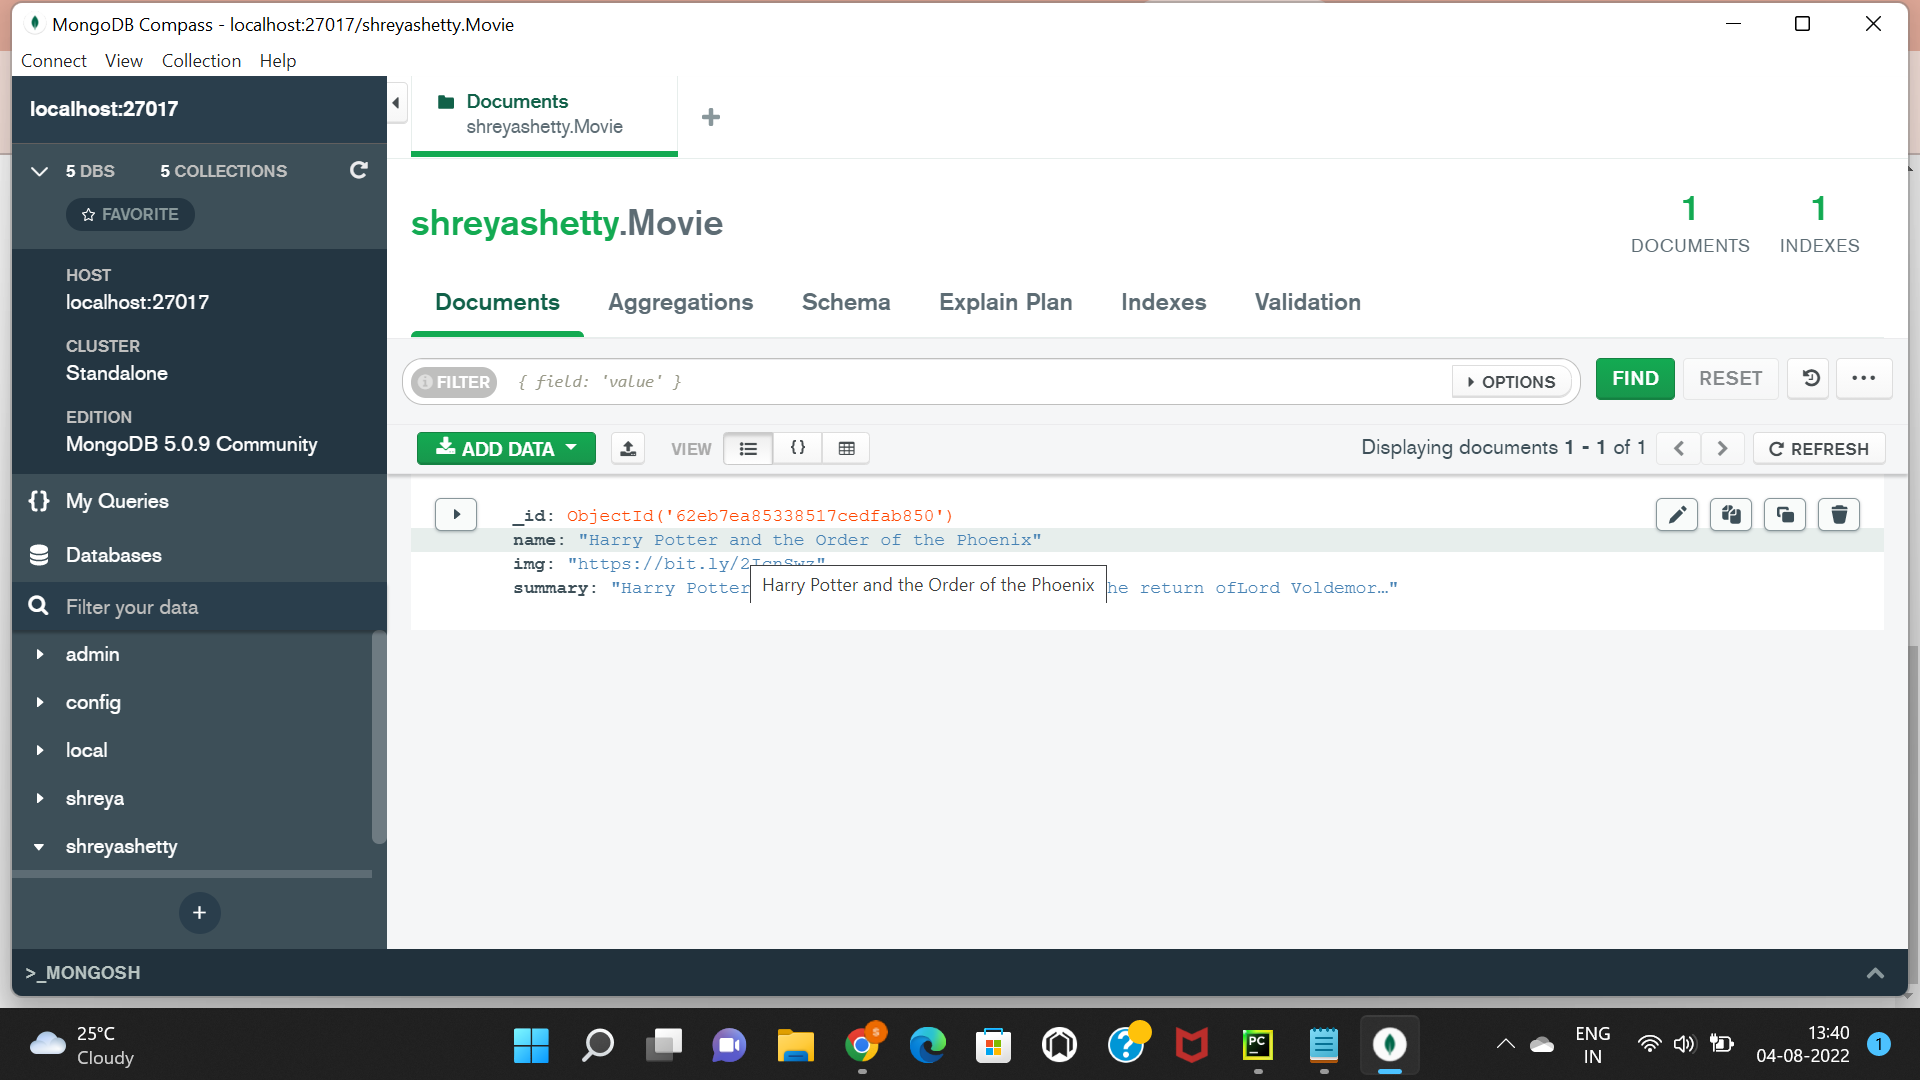 MongoDB Compass - localhost:27017/shreyashetty.Movie
Connect View Collection Help
localhost:27017
5 DBS 5 COLLECTIONS
FAVORITE
HOST
localhost:27017
CLUSTER
Standalone
EDITION
MongoDB 5.0.9 Community
My Queries
Databases
Filter your data
admin
config
local
shreya
shreyashetty
+
Documents
shreyashetty.Movie
+
shreyashetty.Movie
1
DOCUMENTS
1
INDEXES
Documents Aggregations Schema Explain Plan Indexes Validation
FILTER { field: 'value' } OPTIONS FIND RESET ...
ADD DATA VIEW {} Displaying documents 1 - 1 of 1 REFRESH
_id: ObjectId('62eb7ea85338517cedfab850')
name: "Harry Potter and the Order of the Phoenix"
img: "https://bit.ly/2IcnSwz"
Harry Potter and the Order of the Phoenix
summary: "Harry Potter he return ofLord Voldemor…"
>_MONGOSH
25°C
Cloudy
S
PC
ENG
IN
13:40
04-08-2022
1